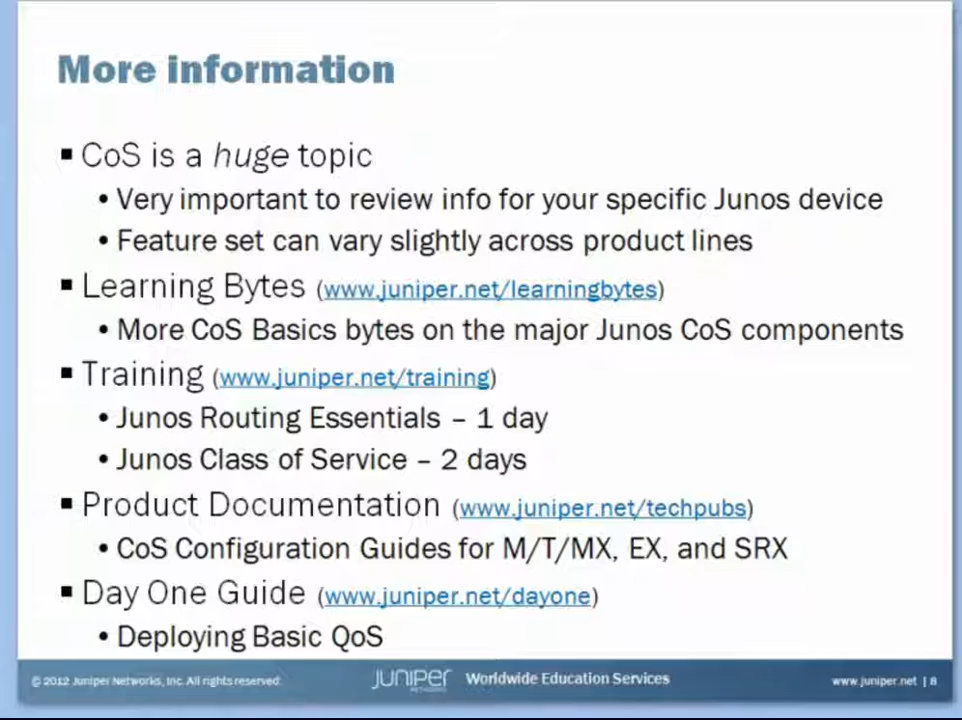 More information
▪ CoS is a huge topic
• Very important to review info for your specific Junos device
• Feature set can vary slightly across product lines
▪ Learning Bytes (www.juniper.net/learningbytes)
• More CoS Basics bytes on the major Junos CoS components
▪ Training (www.juniper.net/training)
• Junos Routing Essentials – 1 day
• Junos Class of Service – 2 days
▪ Product Documentation (www.juniper.net/techpubs)
• CoS Configuration Guides for M/T/MX, EX, and SRX
▪ Day One Guide (www.juniper.net/dayone)
• Deploying Basic QoS
© 2012 Juniper Networks, Inc. All rights reserved. JUNIPER NETWORKS Worldwide Education Services www.juniper.net | 8